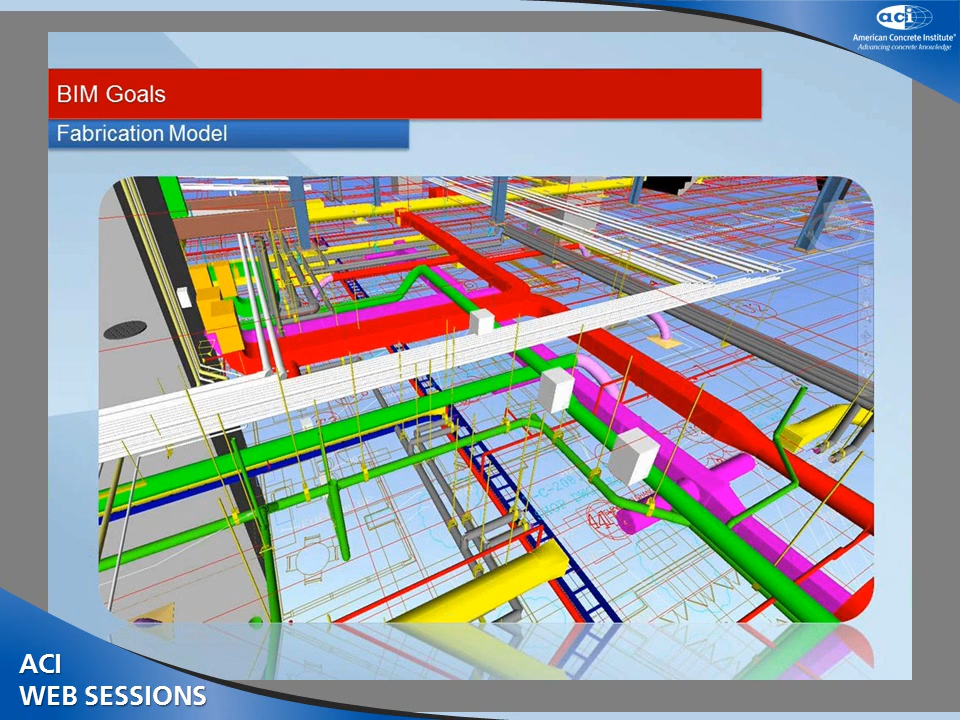 aci
American Concrete Institute®
Advancing concrete knowledge
BIM Goals
Fabrication Model
ACI
WEB SESSIONS